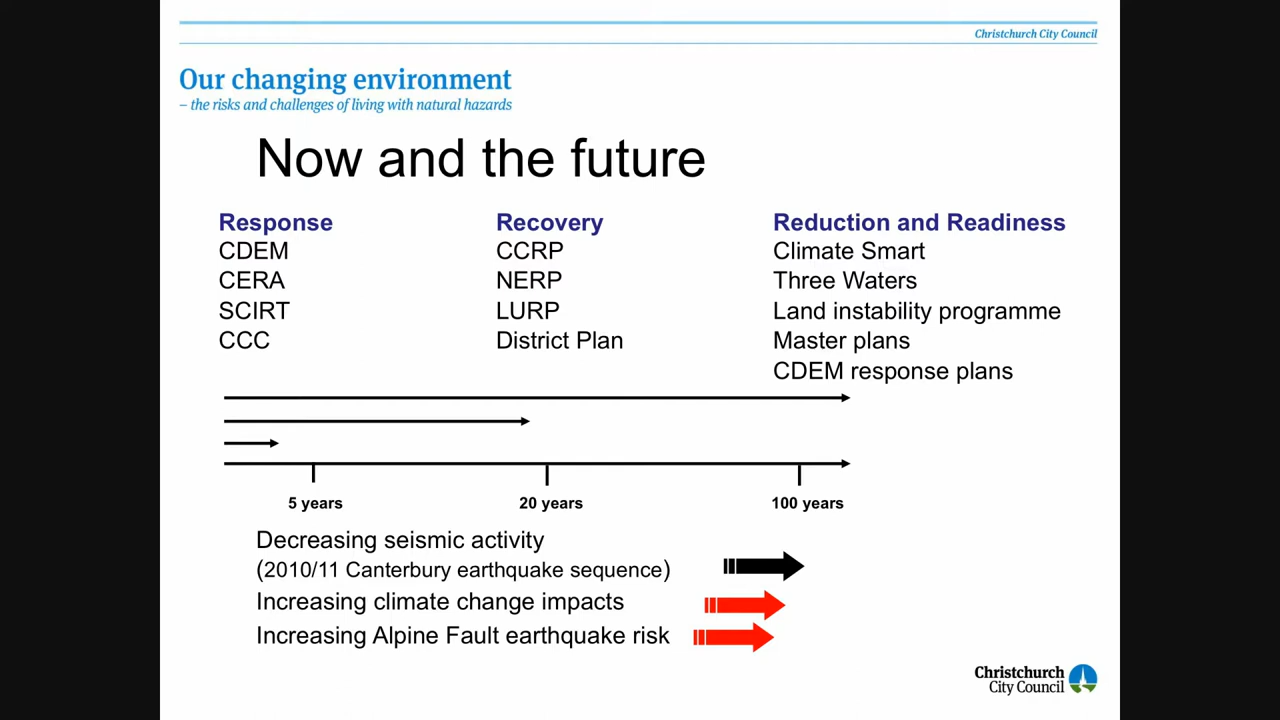 Christchurch City Council
Our changing environment
– the risks and challenges of living with natural hazards
Now and the future
Response
CDEM
CERA
SCIRT
CCC
Recovery
CCRP
NERP
LURP
District Plan
Reduction and Readiness
Climate Smart
Three Waters
Land instability programme
Master plans
CDEM response plans
5 years
20 years
100 years
Decreasing seismic activity
(2010/11 Canterbury earthquake sequence)
Increasing climate change impacts
Increasing Alpine Fault earthquake risk
Christchurch
City Council